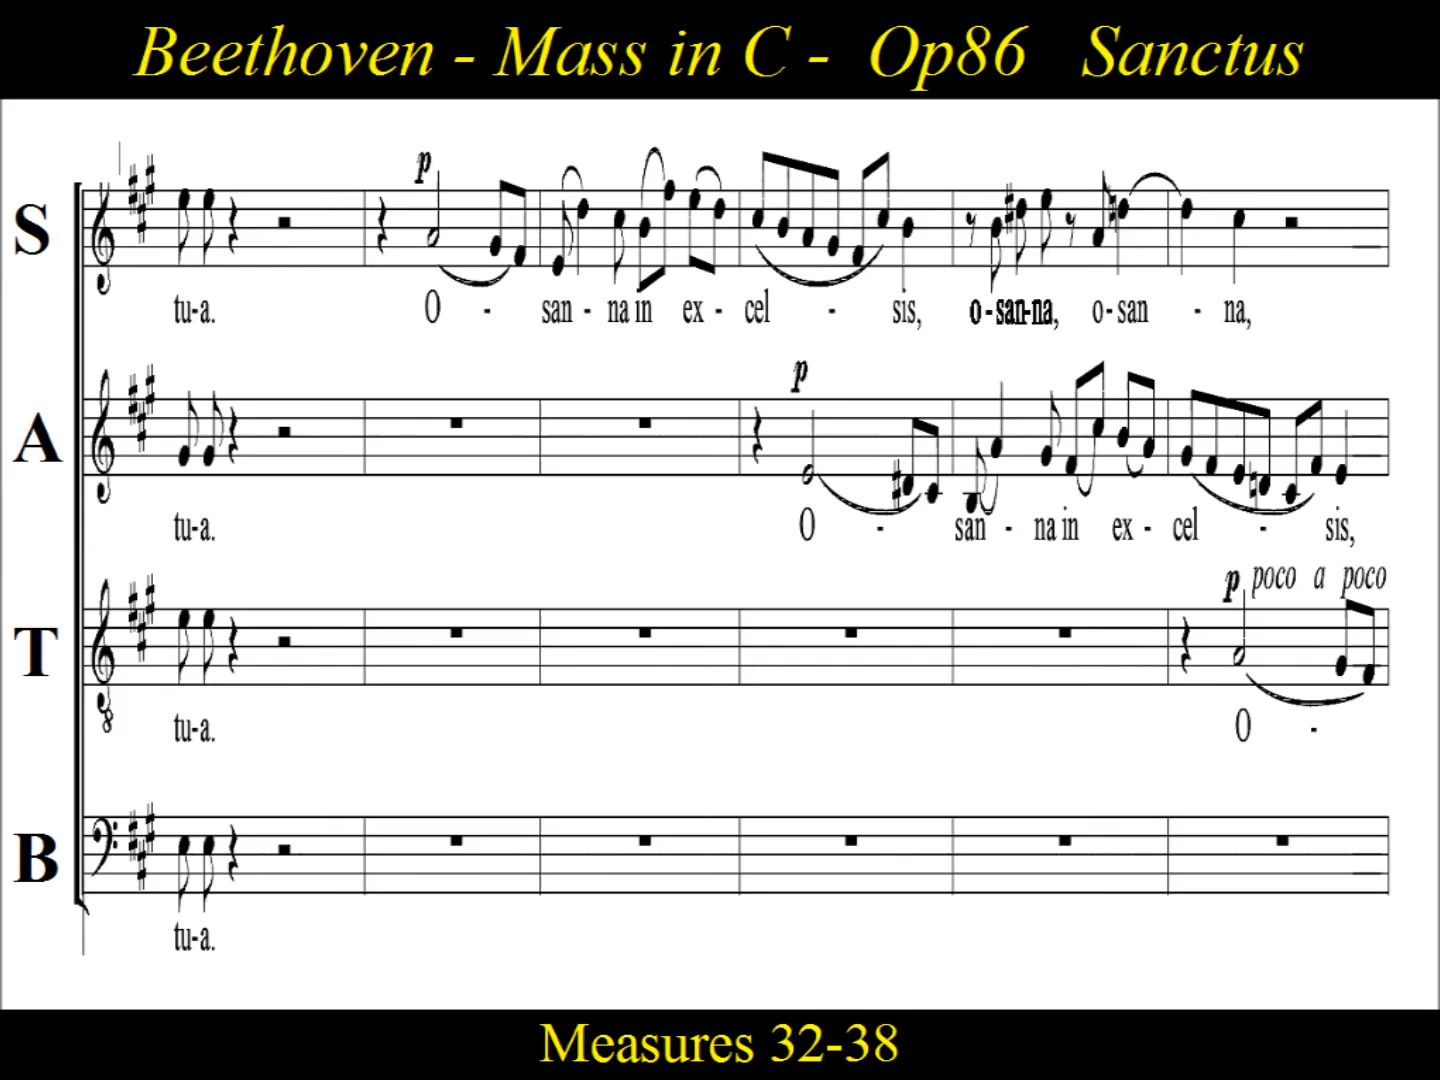 Beethoven - Mass in C - Op86 Sanctus
p
S
tu-a. O - san - na in ex - cel - sis, o-san-na, o-san - na,
p
A
tu-a. O - san - na in ex - cel - sis,
p poco a poco
T
8
tu-a. O -
B
tu-a.
Measures 32-38